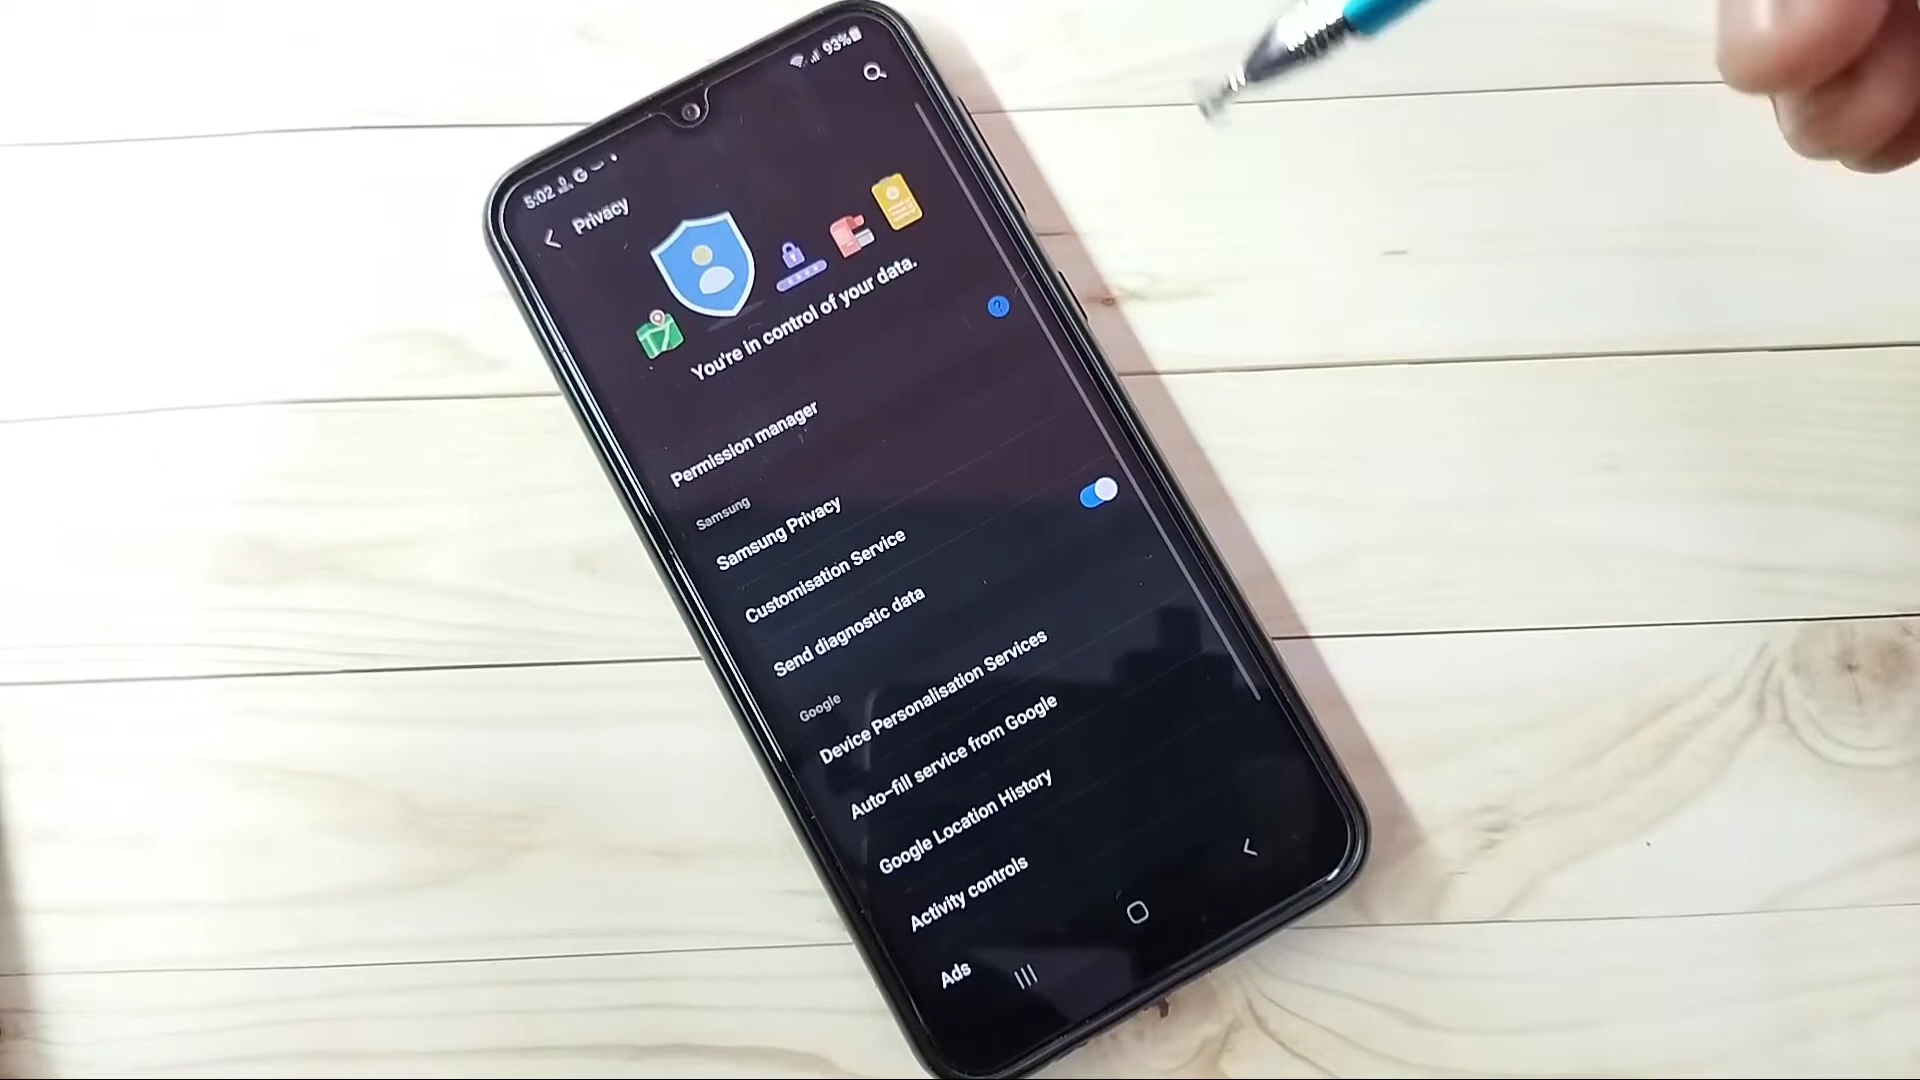 5:02
93%
Privacy
You're in control of your data.
Permission manager
Samsung
Samsung Privacy
Customisation Service
Send diagnostic data
Google
Device Personalisation Services
Auto-fill service from Google
Google Location History
Activity controls
Ads